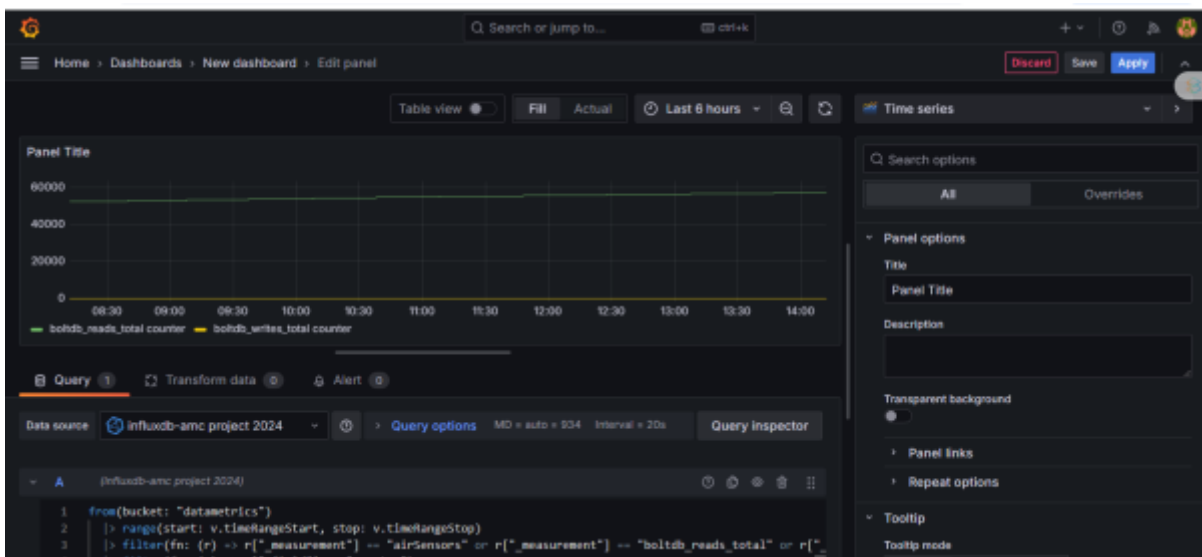 Search or jump to... ctrl+k
Home › Dashboards › New dashboard › Edit panel
Discard Save Apply
Table view Fill Actual Last 6 hours
Time series
Panel Title
60000
40000
20000
0
08:30 09:00 09:30 10:00 10:30 11:00 11:30 12:00 12:30 13:00 13:30 14:00
boltdb_reads_total counter boltdb_writes_total counter
Search options
All Overrides
Panel options
Title
Panel Title
Description
Transparent background
Panel links
Repeat options
Tooltip
Tooltip mode
Query 1 Transform data 0 Alert 0
Data source influxdb-amc project 2024 Query options MD = auto = 934 Interval = 20s Query inspector
A (influxdb-amc project 2024)
1 from(bucket: "datametrics")
2 |> range(start: v.timeRangeStart, stop: v.timeRangeStop)
3 |> filter(fn: (r) => r["_measurement"] == "airSensors" or r["_measurement"] == "boltdb_reads_total" or r["_